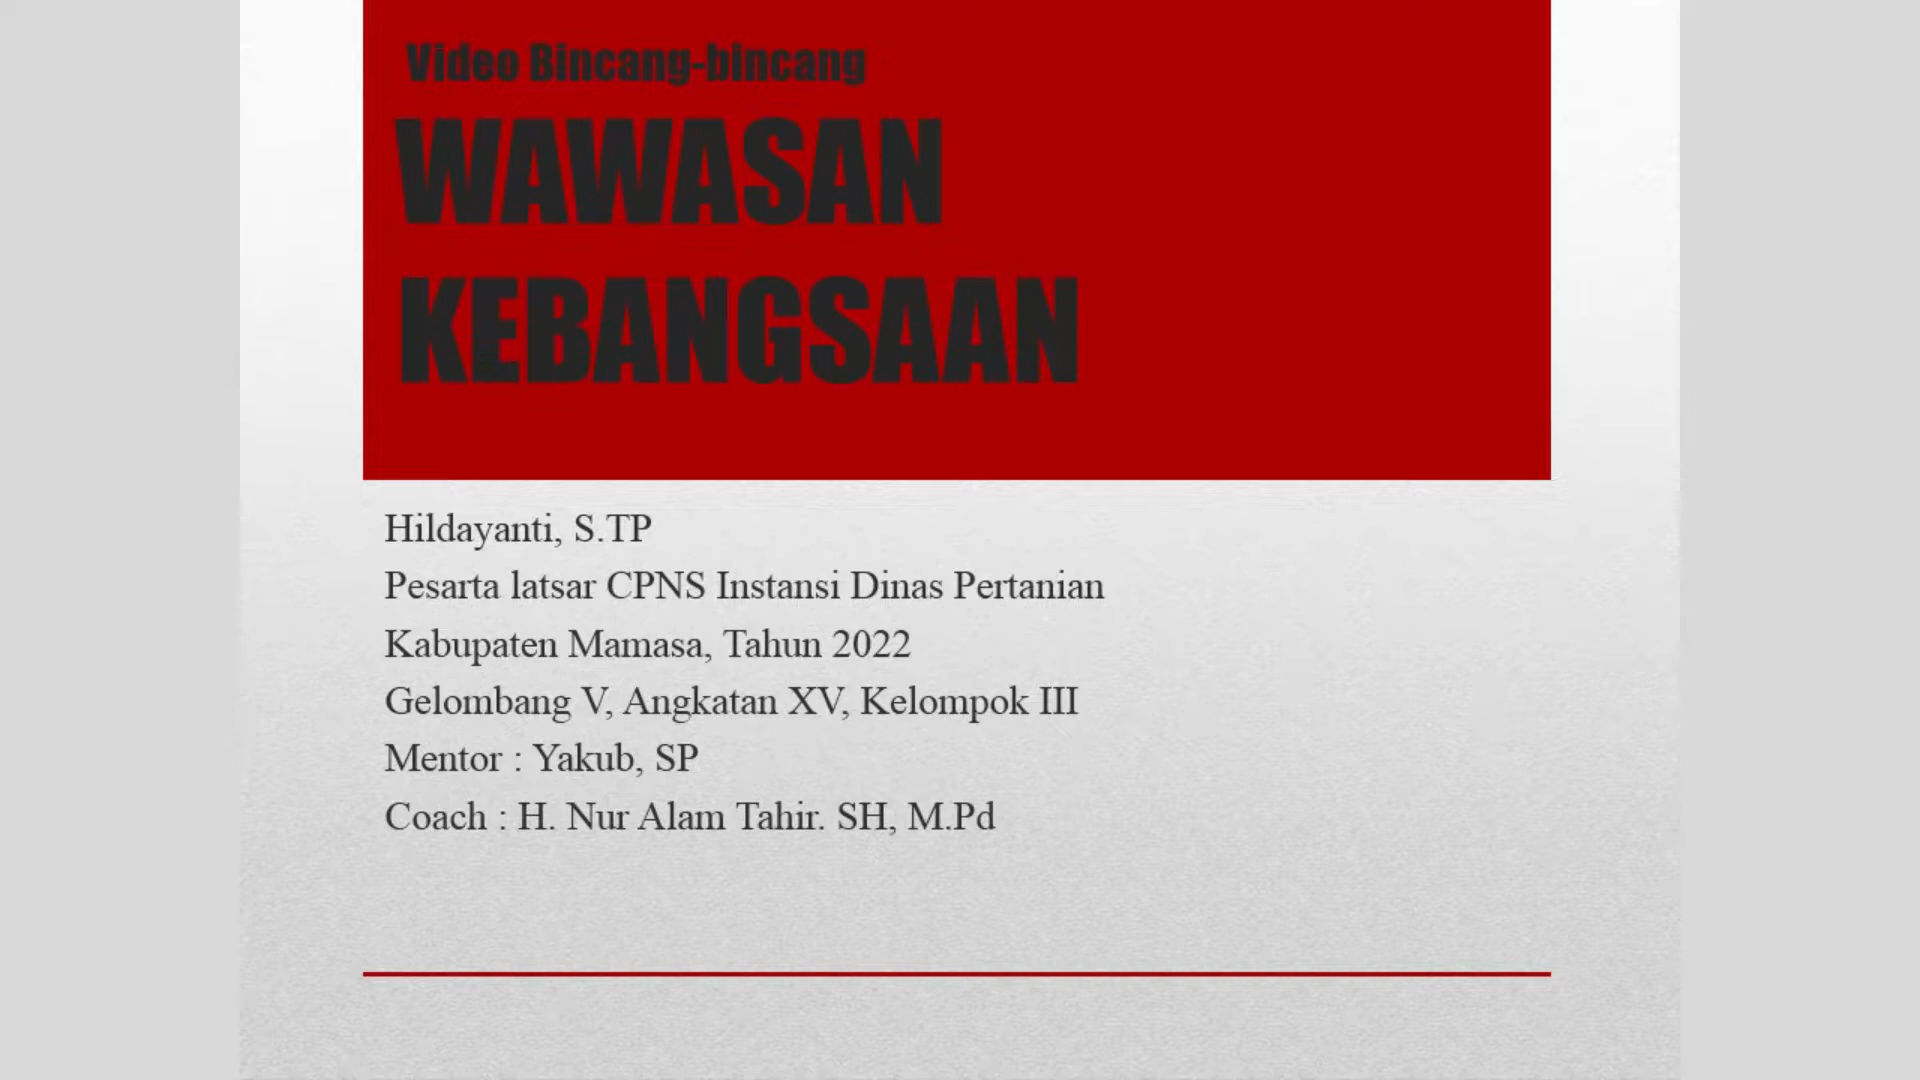 Video Bincang-bincang
WAWASAN
KEBANGSAAN
Hildayanti, S.TP
Pesarta latsar CPNS Instansi Dinas Pertanian
Kabupaten Mamasa, Tahun 2022
Gelombang V, Angkatan XV, Kelompok III
Mentor : Yakub, SP
Coach : H. Nur Alam Tahir. SH, M.Pd